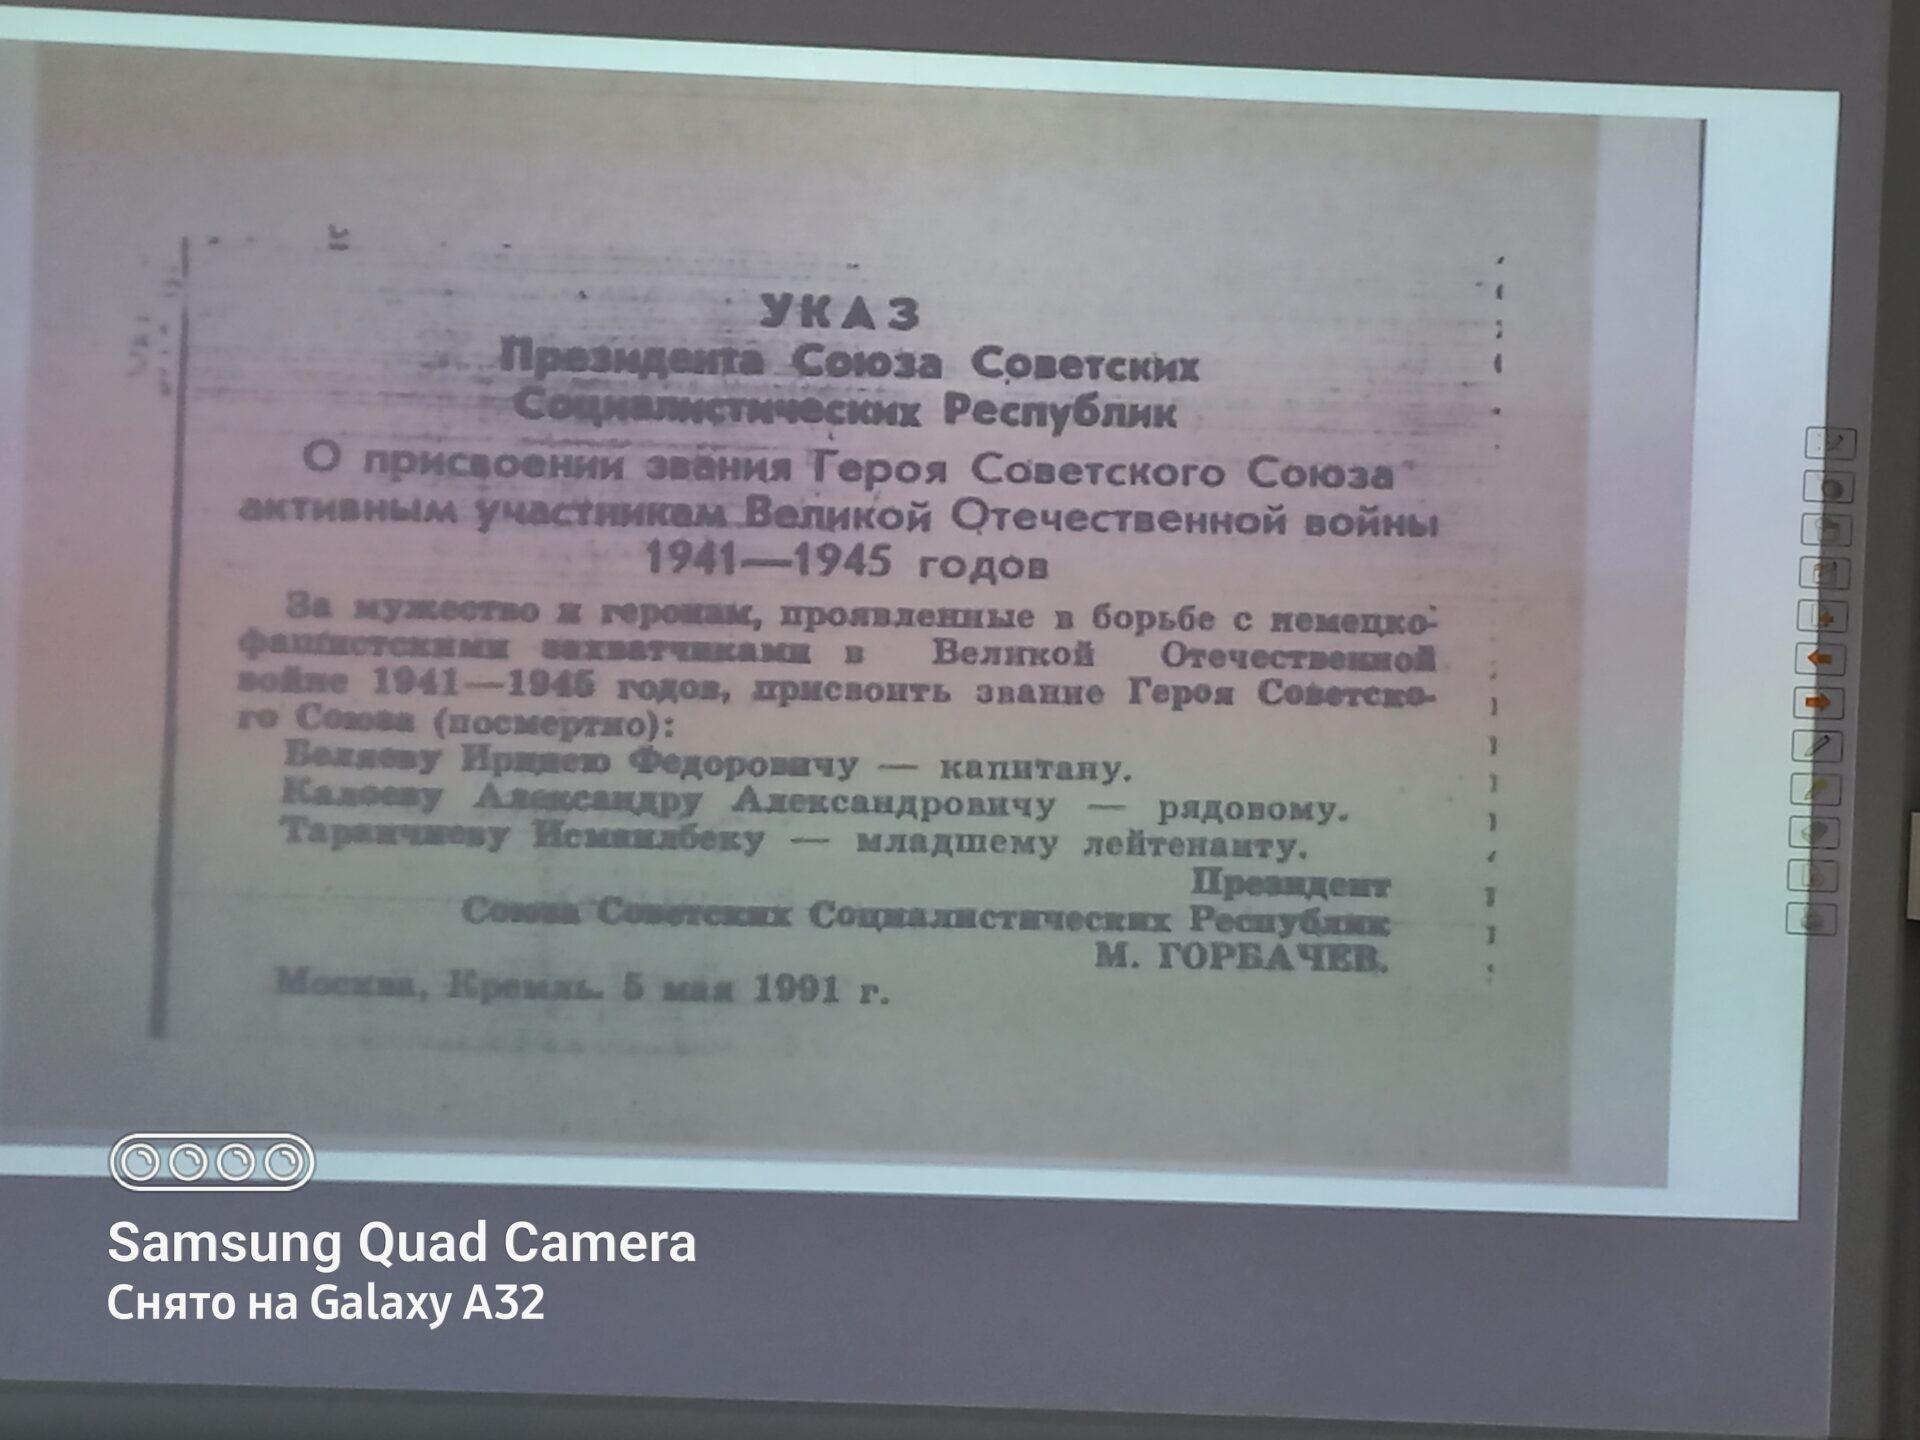 УКАЗ
Президента Союза Советских
Социалистических Республик
О присвоении звания Героя Советского Союза
активным участникам Великой Отечественной войны
1941—1945 годов
За мужество и героизм, проявленные в борьбе с немецко-
фашистскими захватчиками в Великой Отечественной
войне 1941—1945 годов, присвоить звание Героя Советско-
го Союза (посмертно):
Беляеву Иринею Федоровичу — капитану.
Калоеву Александру Александровичу — рядовому.
Таранчиеву Исмаилбеку — младшему лейтенанту.
Президент
Союза Советских Социалистических Республик
М. ГОРБАЧЕВ.
Москва, Кремль. 5 мая 1991 г.
Samsung Quad Camera
Снято на Galaxy A32